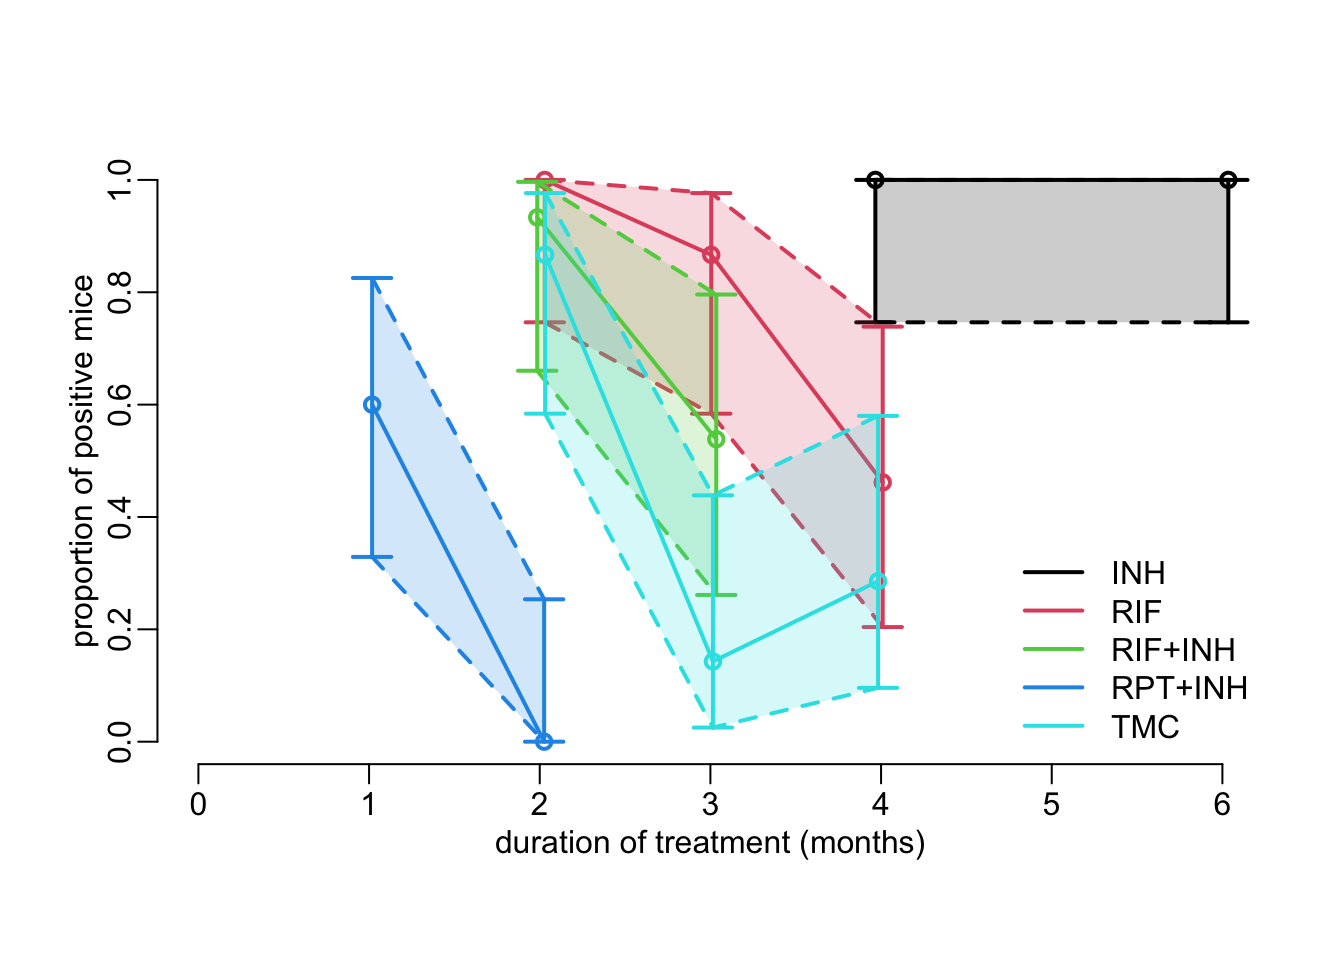 proportion of positive mice
1.0
0.8
0.6
0.4
0.2
0.0
INH
RIF
RIF+INH
RPT+INH
TMC
0 1 2 3 4 5 6
duration of treatment (months)